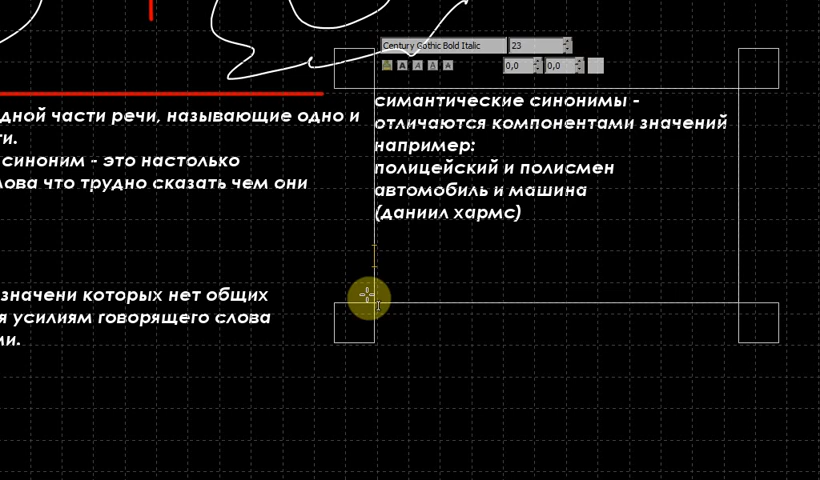 Century Gothic Bold Italic
23
A A A A
0,0 0,0
дной части речи, называющие одно и
ти.
синоним - это настолько
лова что трудно сказать чем они
значени которых нет общих
я усилиям говорящего слова
ми.
симантические синонимы -
отличаются компонентами значений
например:
полицейский и полисмен
автомобиль и машина
(даниил хармс)